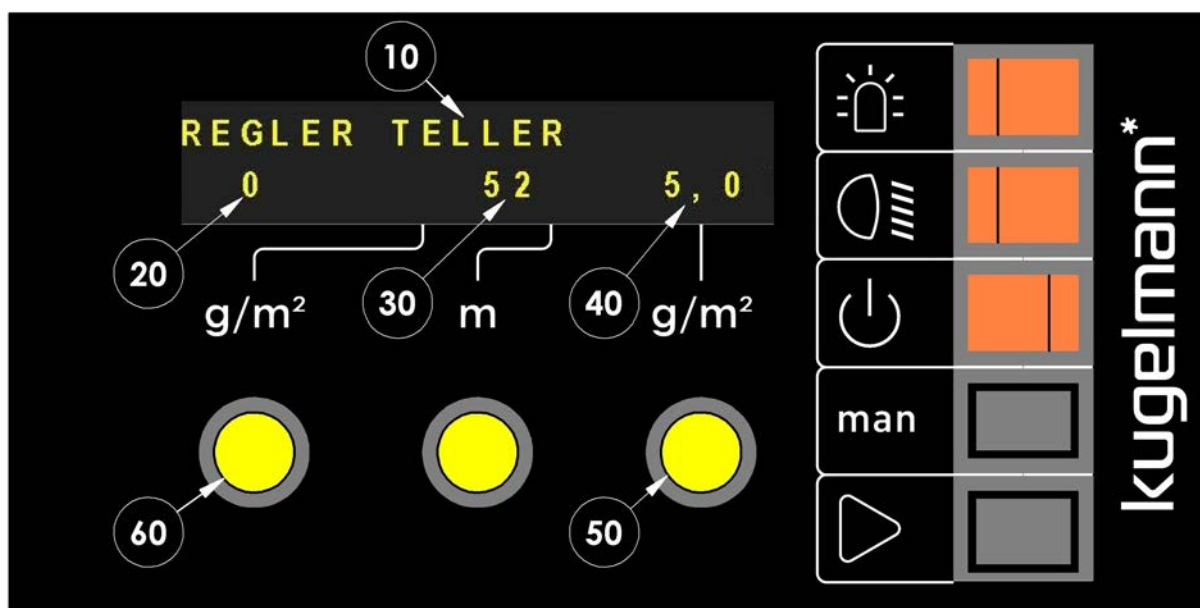 10
REGLER TELLER
0 52 5,0
20 30 40
g/m² m g/m²
60 50
man
kugelmann*